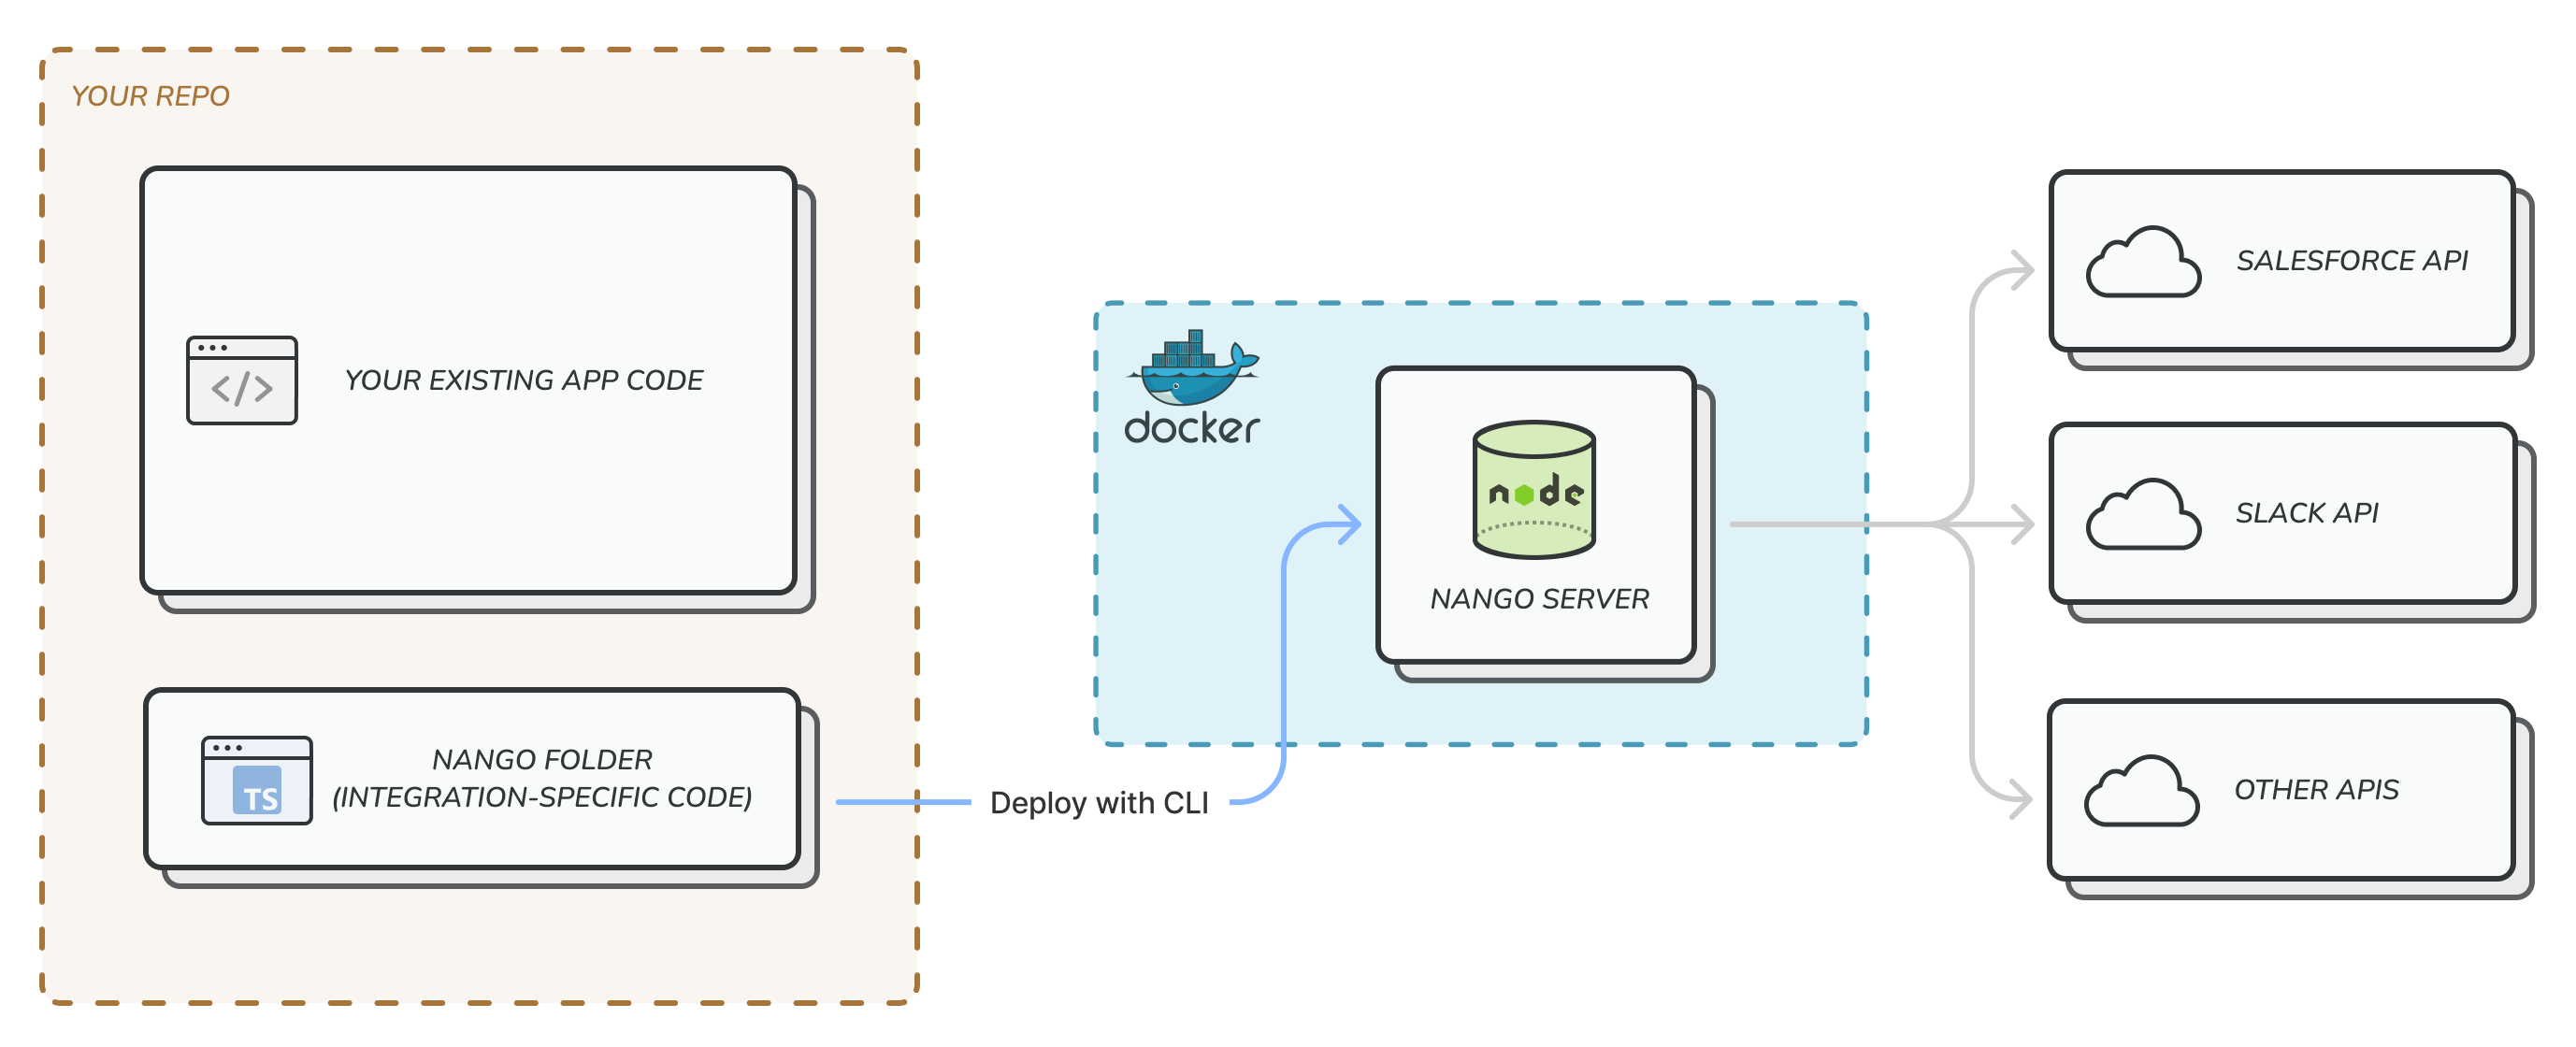 YOUR REPO
</>
YOUR EXISTING APP CODE
TS
NANGO FOLDER
(INTEGRATION-SPECIFIC CODE)
Deploy with CLI
docker
node
NANGO SERVER
SALESFORCE API
SLACK API
OTHER APIS